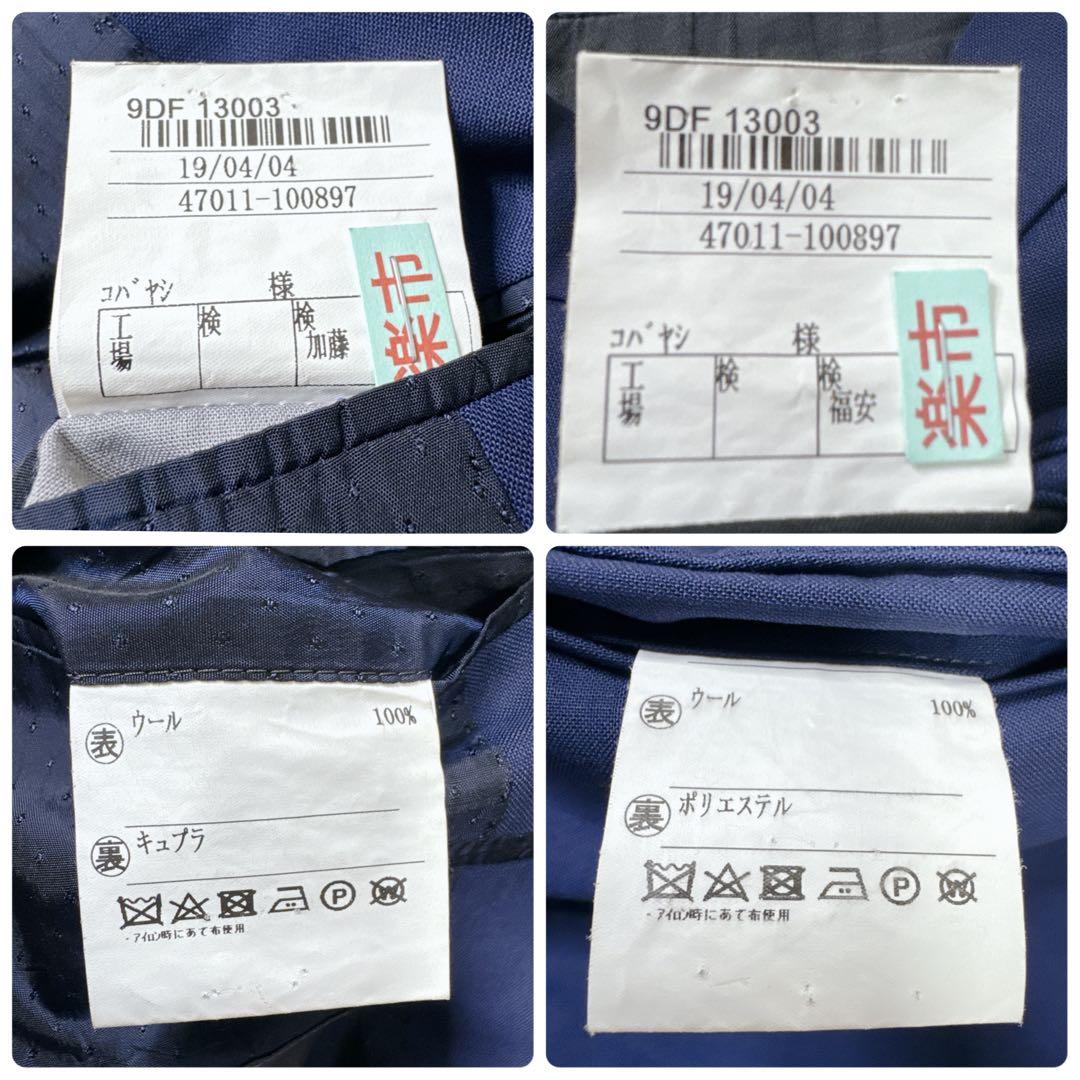 9DF 13003
19/04/04
47011-100897
コバヤシ 様
工場 検 検
加藤
楽市
9DF 13003
19/04/04
47011-100897
コバヤシ 様
工場 検 検
福安
楽市
表 ウール 100%
裏 キュプラ
P W
・アイロン時にあて布使用
表 ウール 100%
裏 ポリエステル
P W
・アイロン時にあて布使用